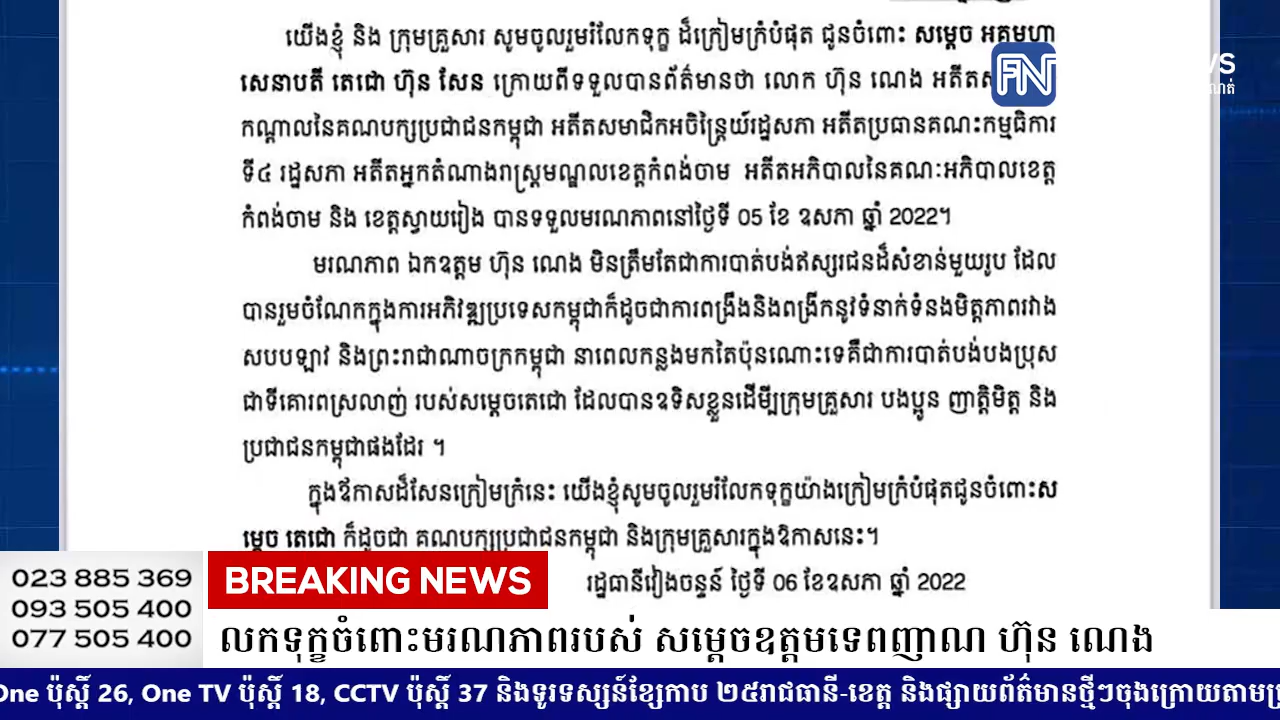 យើងខ្ញុំ និង ក្រុមគ្រួសារ សូមចូលរួមរំលែកទុក្ខ ដ៏ក្រៀមក្រំបំផុត ជូនចំពោះ សម្តេច អគ្គមហា
សេនាបតី តេជោ ហ៊ុន សែន ក្រោយពីទទួលបានព័ត៌មានថា លោក ហ៊ុន ណេង
FN
កណ្តាលនៃគណបក្សប្រជាជនកម្ពុជា អតីតសមាជិកអចិន្ត្រៃយ៍រដ្ឋសភា អតីតប្រធានគណះកម្មធិការ
ទី៤ រដ្ឋសភា អតីតអ្នកតំណាងរាស្ត្រមណ្ឌលខេត្តកំពង់ចាម អតីតអភិបាលនៃគណៈអភិបាលខេត្ត
កំពង់ចាម និង ខេត្តស្វាយរៀង បានទទួលមរណភាពនៅថ្ងៃទី 05 ខែ ឧសភា ឆ្នាំ 2022។
មរណភាព ឯកឧត្តម ហ៊ុន ណេង មិនត្រឹមតែជាការបាត់បង់ឥស្សរជនដ៏សំខាន់មួយរូប ដែល
បានរួមចំណែកក្នុងការអភិវឌ្ឍប្រទេសកម្ពុជាក៏ដូចជាការពង្រឹងនិងពង្រីកនូវទំនាក់ទំនងមិត្តភាពរវាង
សបបឡាវ និងព្រះរាជាណាចក្រកម្ពុជា នាពេលកន្លងមកតៃប៉ុនណោះទេគឺជាការបាត់បង់បងប្រុស
ជាទីគោរពស្រលាញ់ របស់សម្តេចតេជោ ដែលបានឧទិសខ្លួនដើម្បីក្រុមគ្រួសារ បងប្អូន ញាត្តិមិត្ត និង
ប្រជាជនកម្ពុជាផងដែរ ។
ក្នុងឪកាសដ៏សែនក្រៀមក្រំនេះ យើងខ្ញុំសូមចូលរួមរំលែកទុក្ខយ៉ាងក្រៀមក្រំបំផុតជូនចំពោះស
ម្តេច តេជោ ក៏ដូចជា គណបក្សប្រជាជនកម្ពុជា និងក្រុមគ្រួសារក្នុងឱកាសនេះ។
រដ្ឋធានីវៀងចន្ទន៍ ថ្ងៃទី 06 ខែឧសភា ឆ្នាំ 2022
023 885 369
093 505 400
077 505 400
BREAKING NEWS
លកទុក្ខចំពោះមរណភាពរបស់ សម្តេចឧត្តមទេពញាណ ហ៊ុន ណេង
One ប៉ុស្តិ៍ 26, One TV ប៉ុស្តិ៍ 18, CCTV ប៉ុស្តិ៍ 37 និងទូរទស្សន៍ខ្សែកាប ២៥រាជធានី-ខេត្ត និងផ្សាយព័ត៌មានថ្មីៗចុងក្រោយតាម